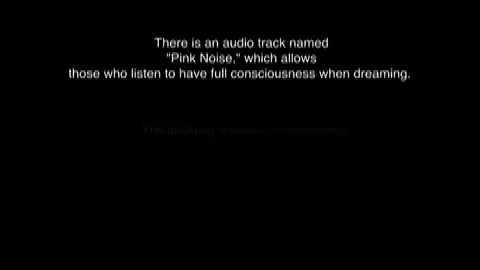 There is an audio track named
"Pink Noise," which allows
those who listen to have full consciousness when dreaming.